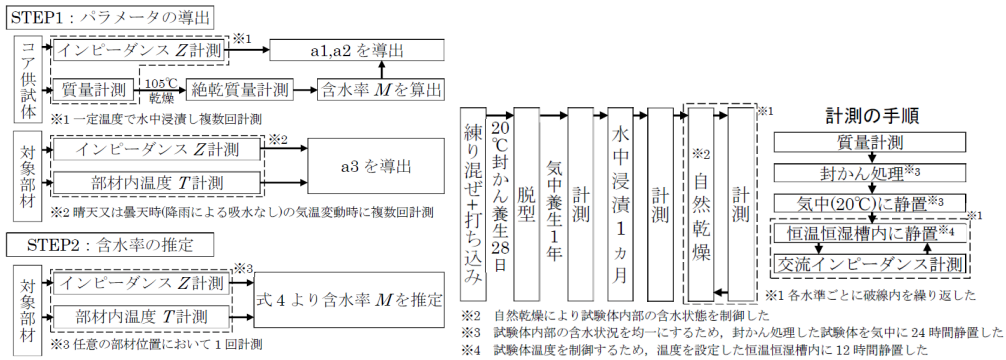 STEP1：パラメータの導出
コア供試体
インピーダンス Z 計測
※1
a1,a2 を導出
質量計測
105℃
乾燥
絶乾質量計測
含水率 M を算出
※1 一定温度で水中浸漬し複数回計測
対象部材
インピーダンス Z 計測
※2
部材内温度 T 計測
a3 を導出
※2 晴天又は曇天時(降雨による吸水なし)の気温変動時に複数回計測
STEP2：含水率の推定
対象部材
インピーダンス Z 計測
※3
部材内温度 T 計測
式 4 より含水率 M を推定
※3 任意の部材位置において 1 回計測
練り混ぜ＋打ち込み
20℃封かん養生28日
脱型
気中養生1年
計測
水中浸漬1ヵ月
計測
※2
自然乾燥
計測
※1
計測の手順
質量計測
封かん処理※3
気中(20℃)に静置※3
※1
恒温恒湿槽内に静置※4
交流インピーダンス計測
※1 各水準ごとに破線内を繰り返した
※2 自然乾燥により試験体内部の含水状態を制御した
※3 試験体内部の含水状況を均一にするため，封かん処理した試験体を気中に 24 時間静置した
※4 試験体温度を制御するため，温度を設定した恒温恒湿槽内に 12 時間静置した